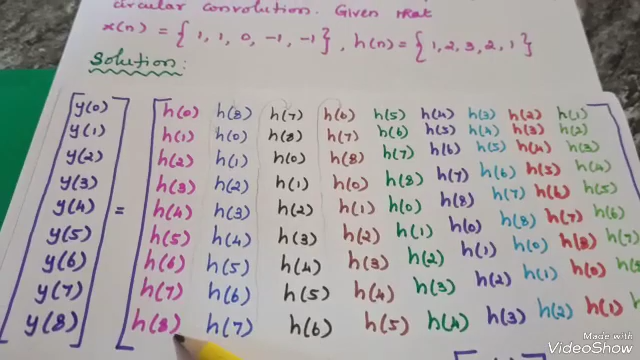 circular convolution. Given that
x(n) = { 1, 1, 0, -1, -1 }, h(n) = { 1, 2, 3, 2, 1 }
Solution:
y(0) h(0) h(8) h(7) h(6) h(5) h(4) h(3) h(2) h(1)
y(1) h(1) h(0) h(8) h(7) h(6) h(5) h(4) h(3) h(2)
y(2) h(2) h(1) h(0) h(8) h(7) h(6) h(5) h(4) h(3)
y(3) h(3) h(2) h(1) h(0) h(8) h(7) h(6) h(5) h(4)
y(4) = h(4) h(3) h(2) h(1) h(0) h(8) h(7) h(6) h(5)
y(5) h(5) h(4) h(3) h(2) h(1) h(0) h(8) h(7) h(6)
y(6) h(6) h(5) h(4) h(3) h(2) h(1) h(0) h(8) h(7)
y(7) h(7) h(6) h(5) h(4) h(3) h(2) h(1) h(0)
y(8) h(8) h(7) h(6) h(5) h(4) h(3) h(2) h(1)
Made with
VideoShow